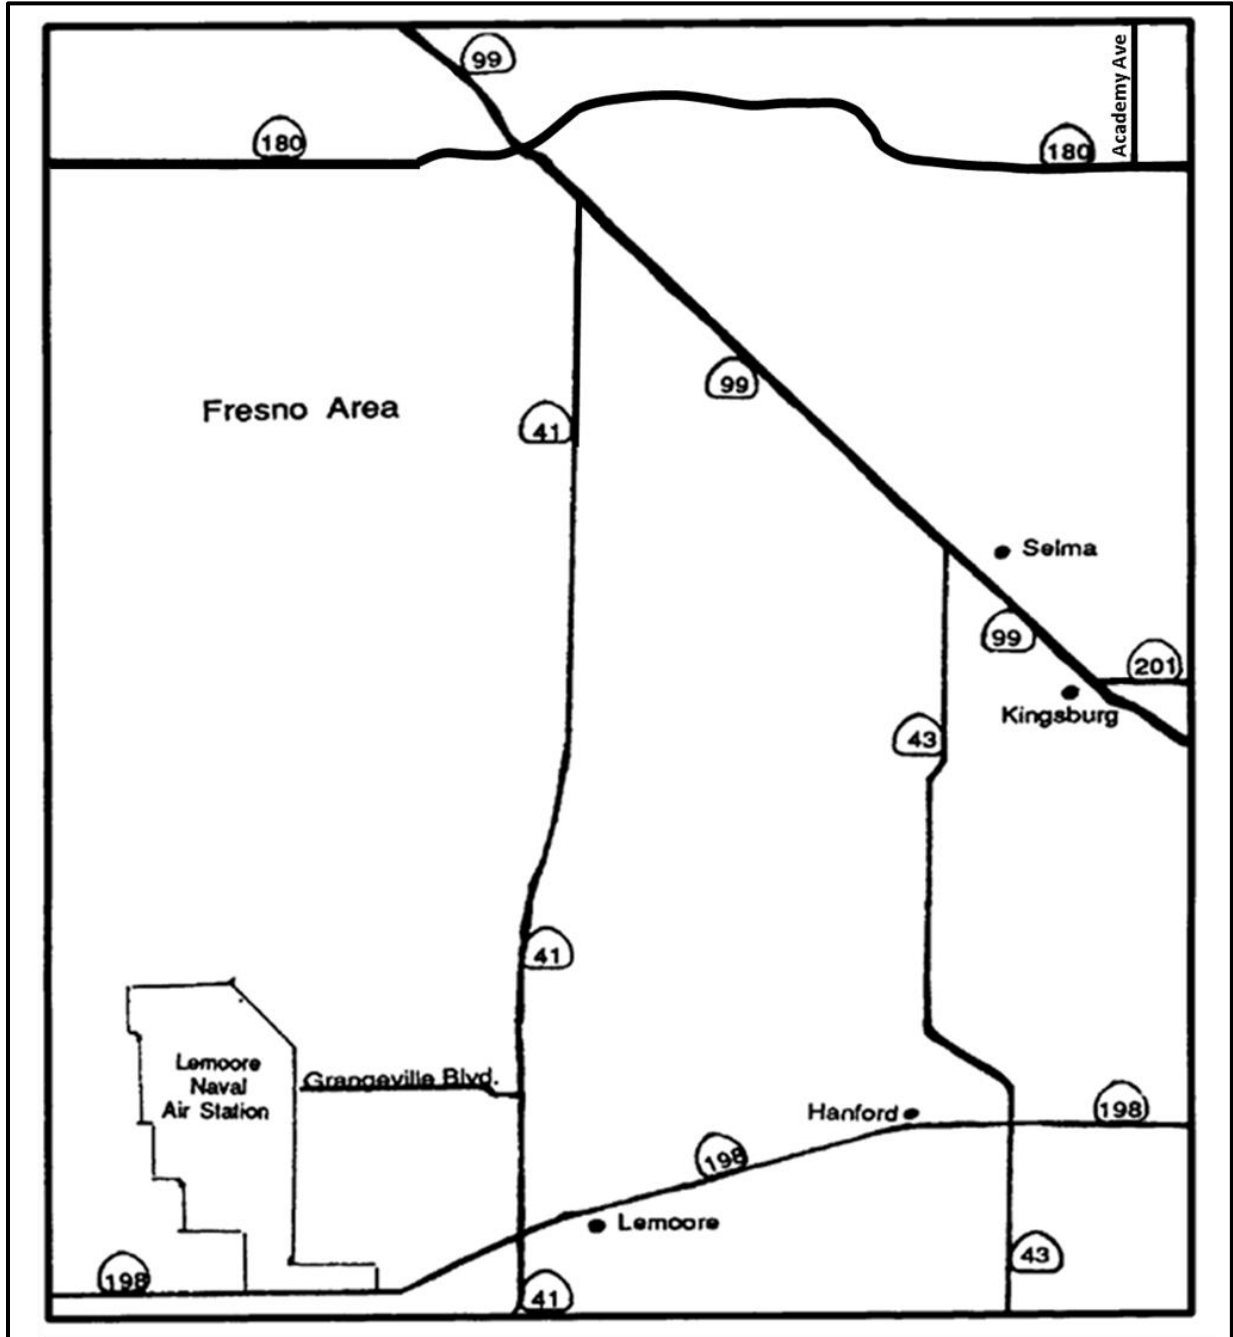 99
Academy Ave
180
180
99
Fresno Area
41
Selma
99
201
Kingsburg
43
41
Lemoore
Naval
Air Station
Grangeville Blvd.
Hanford
198
198
Lemoore
43
198
41